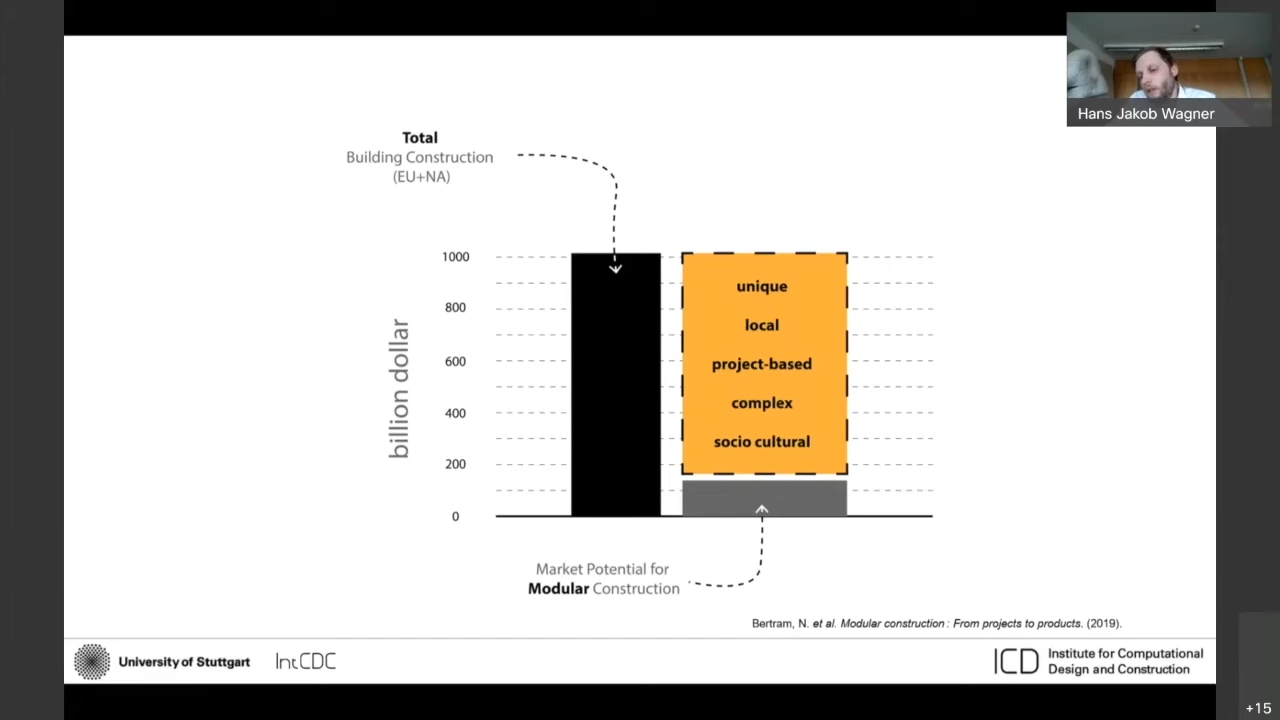 Hans Jakob Wagner
Total
Building Construction
(EU+NA)
billion dollar
1000
800
600
400
200
0
unique
local
project-based
complex
socio cultural
Market Potential for
Modular Construction
Bertram, N. et al. Modular construction : From projects to products. (2019).
University of Stuttgart
IntCDC
ICD
Institute for Computational
Design and Construction
+15